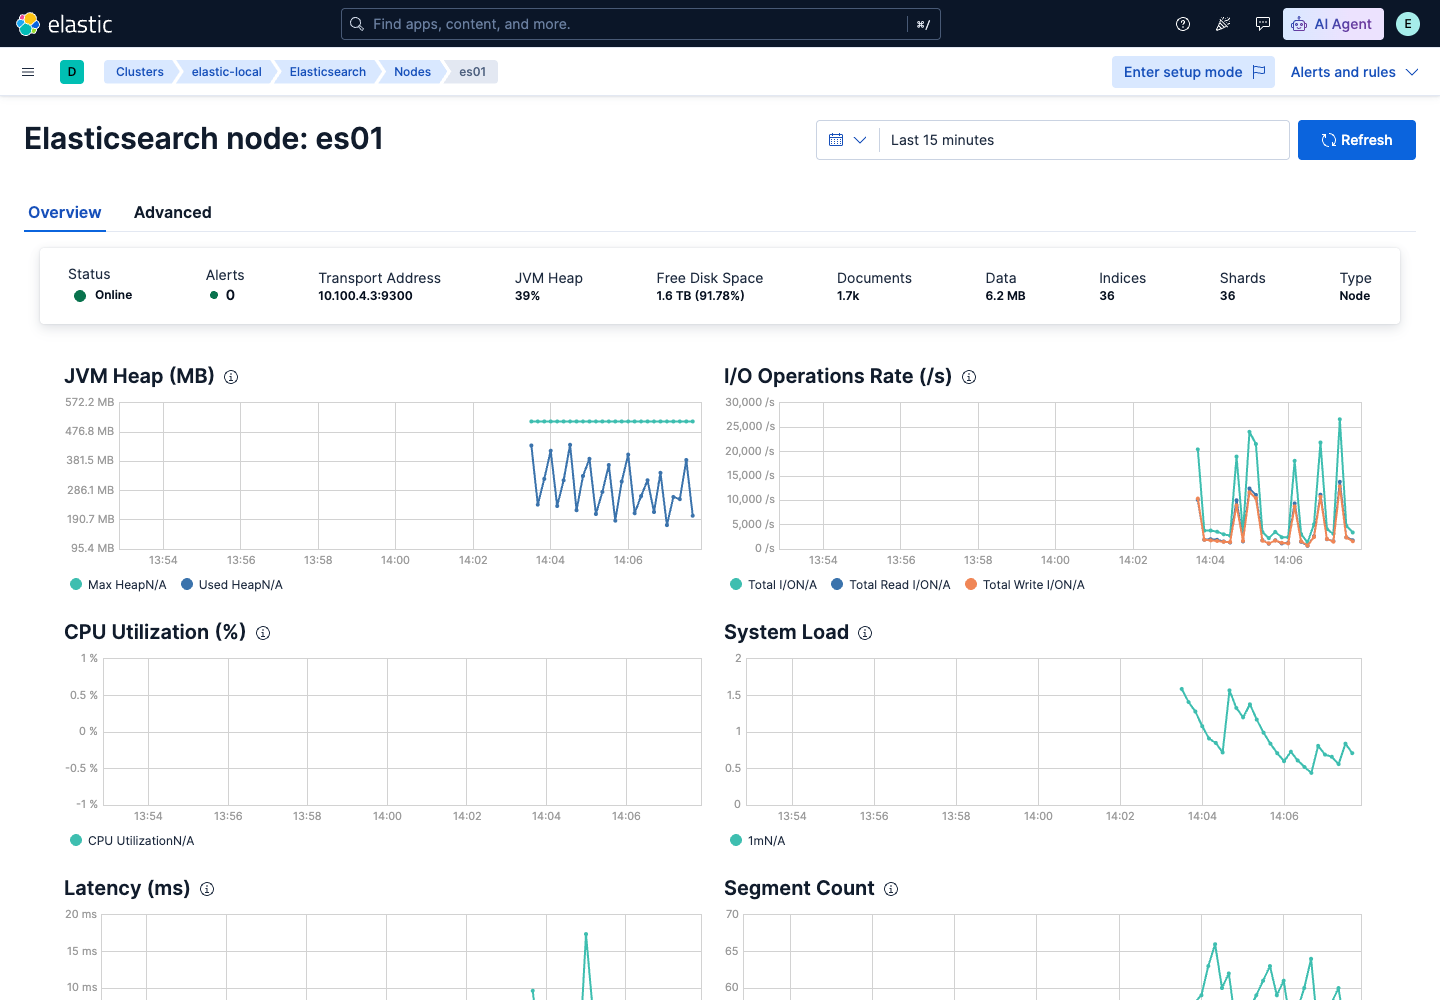 elastic
Find apps, content, and more.
⌘/
AI Agent
E
D
Clusters
elastic-local
Elasticsearch
Nodes
es01
Enter setup mode
Alerts and rules
Elasticsearch node: es01
Last 15 minutes
Refresh
Overview
Advanced
Status
Online
Alerts
0
Transport Address
10.100.4.3:9300
JVM Heap
39%
Free Disk Space
1.6 TB (91.78%)
Documents
1.7k
Data
6.2 MB
Indices
36
Shards
36
Type
Node
JVM Heap (MB)
572.2 MB
476.8 MB
381.5 MB
286.1 MB
190.7 MB
95.4 MB
13:54
13:56
13:58
14:00
14:02
14:04
14:06
Max HeapN/A
Used HeapN/A
I/O Operations Rate (/s)
30,000 /s
25,000 /s
20,000 /s
15,000 /s
10,000 /s
5,000 /s
0 /s
13:54
13:56
13:58
14:00
14:02
14:04
14:06
Total I/ON/A
Total Read I/ON/A
Total Write I/ON/A
CPU Utilization (%)
1 %
0.5 %
0 %
-0.5 %
-1 %
13:54
13:56
13:58
14:00
14:02
14:04
14:06
CPU UtilizationN/A
System Load
2
1.5
1
0.5
0
13:54
13:56
13:58
14:00
14:02
14:04
14:06
1mN/A
Latency (ms)
20 ms
15 ms
10 ms
Segment Count
70
65
60